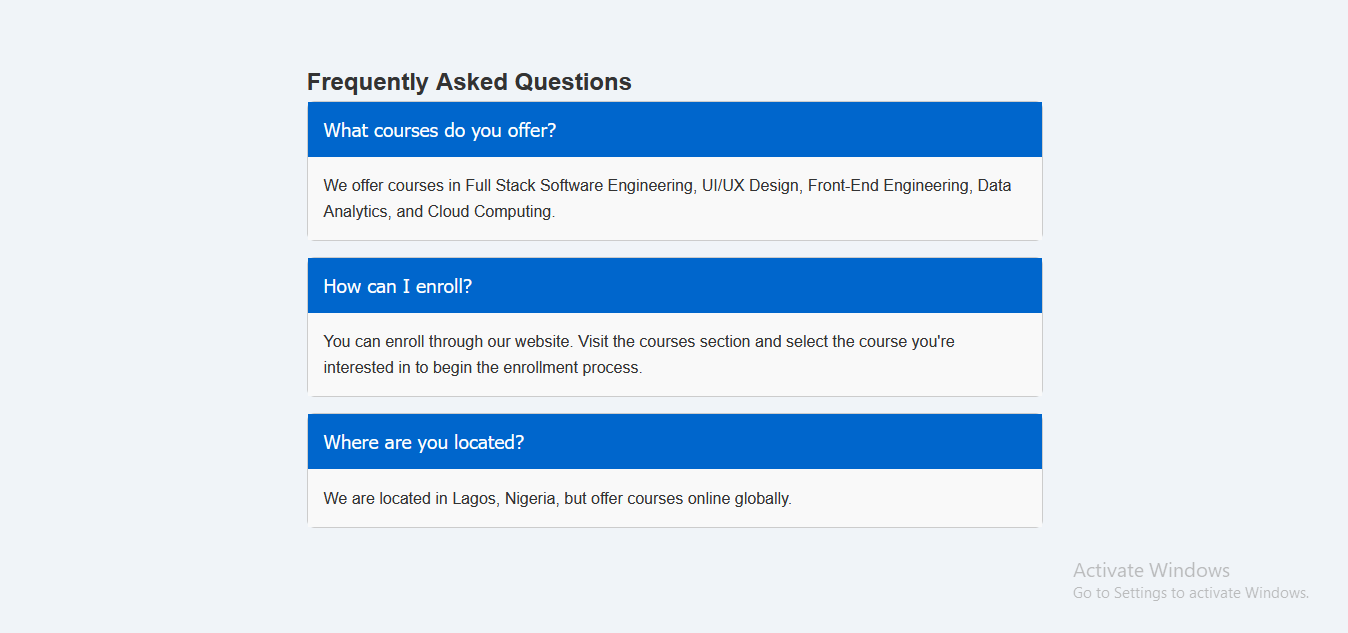 Frequently Asked Questions
What courses do you offer?
We offer courses in Full Stack Software Engineering, UI/UX Design, Front-End Engineering, Data
Analytics, and Cloud Computing.
How can I enroll?
You can enroll through our website. Visit the courses section and select the course you're
interested in to begin the enrollment process.
Where are you located?
We are located in Lagos, Nigeria, but offer courses online globally.
Activate Windows
Go to Settings to activate Windows.